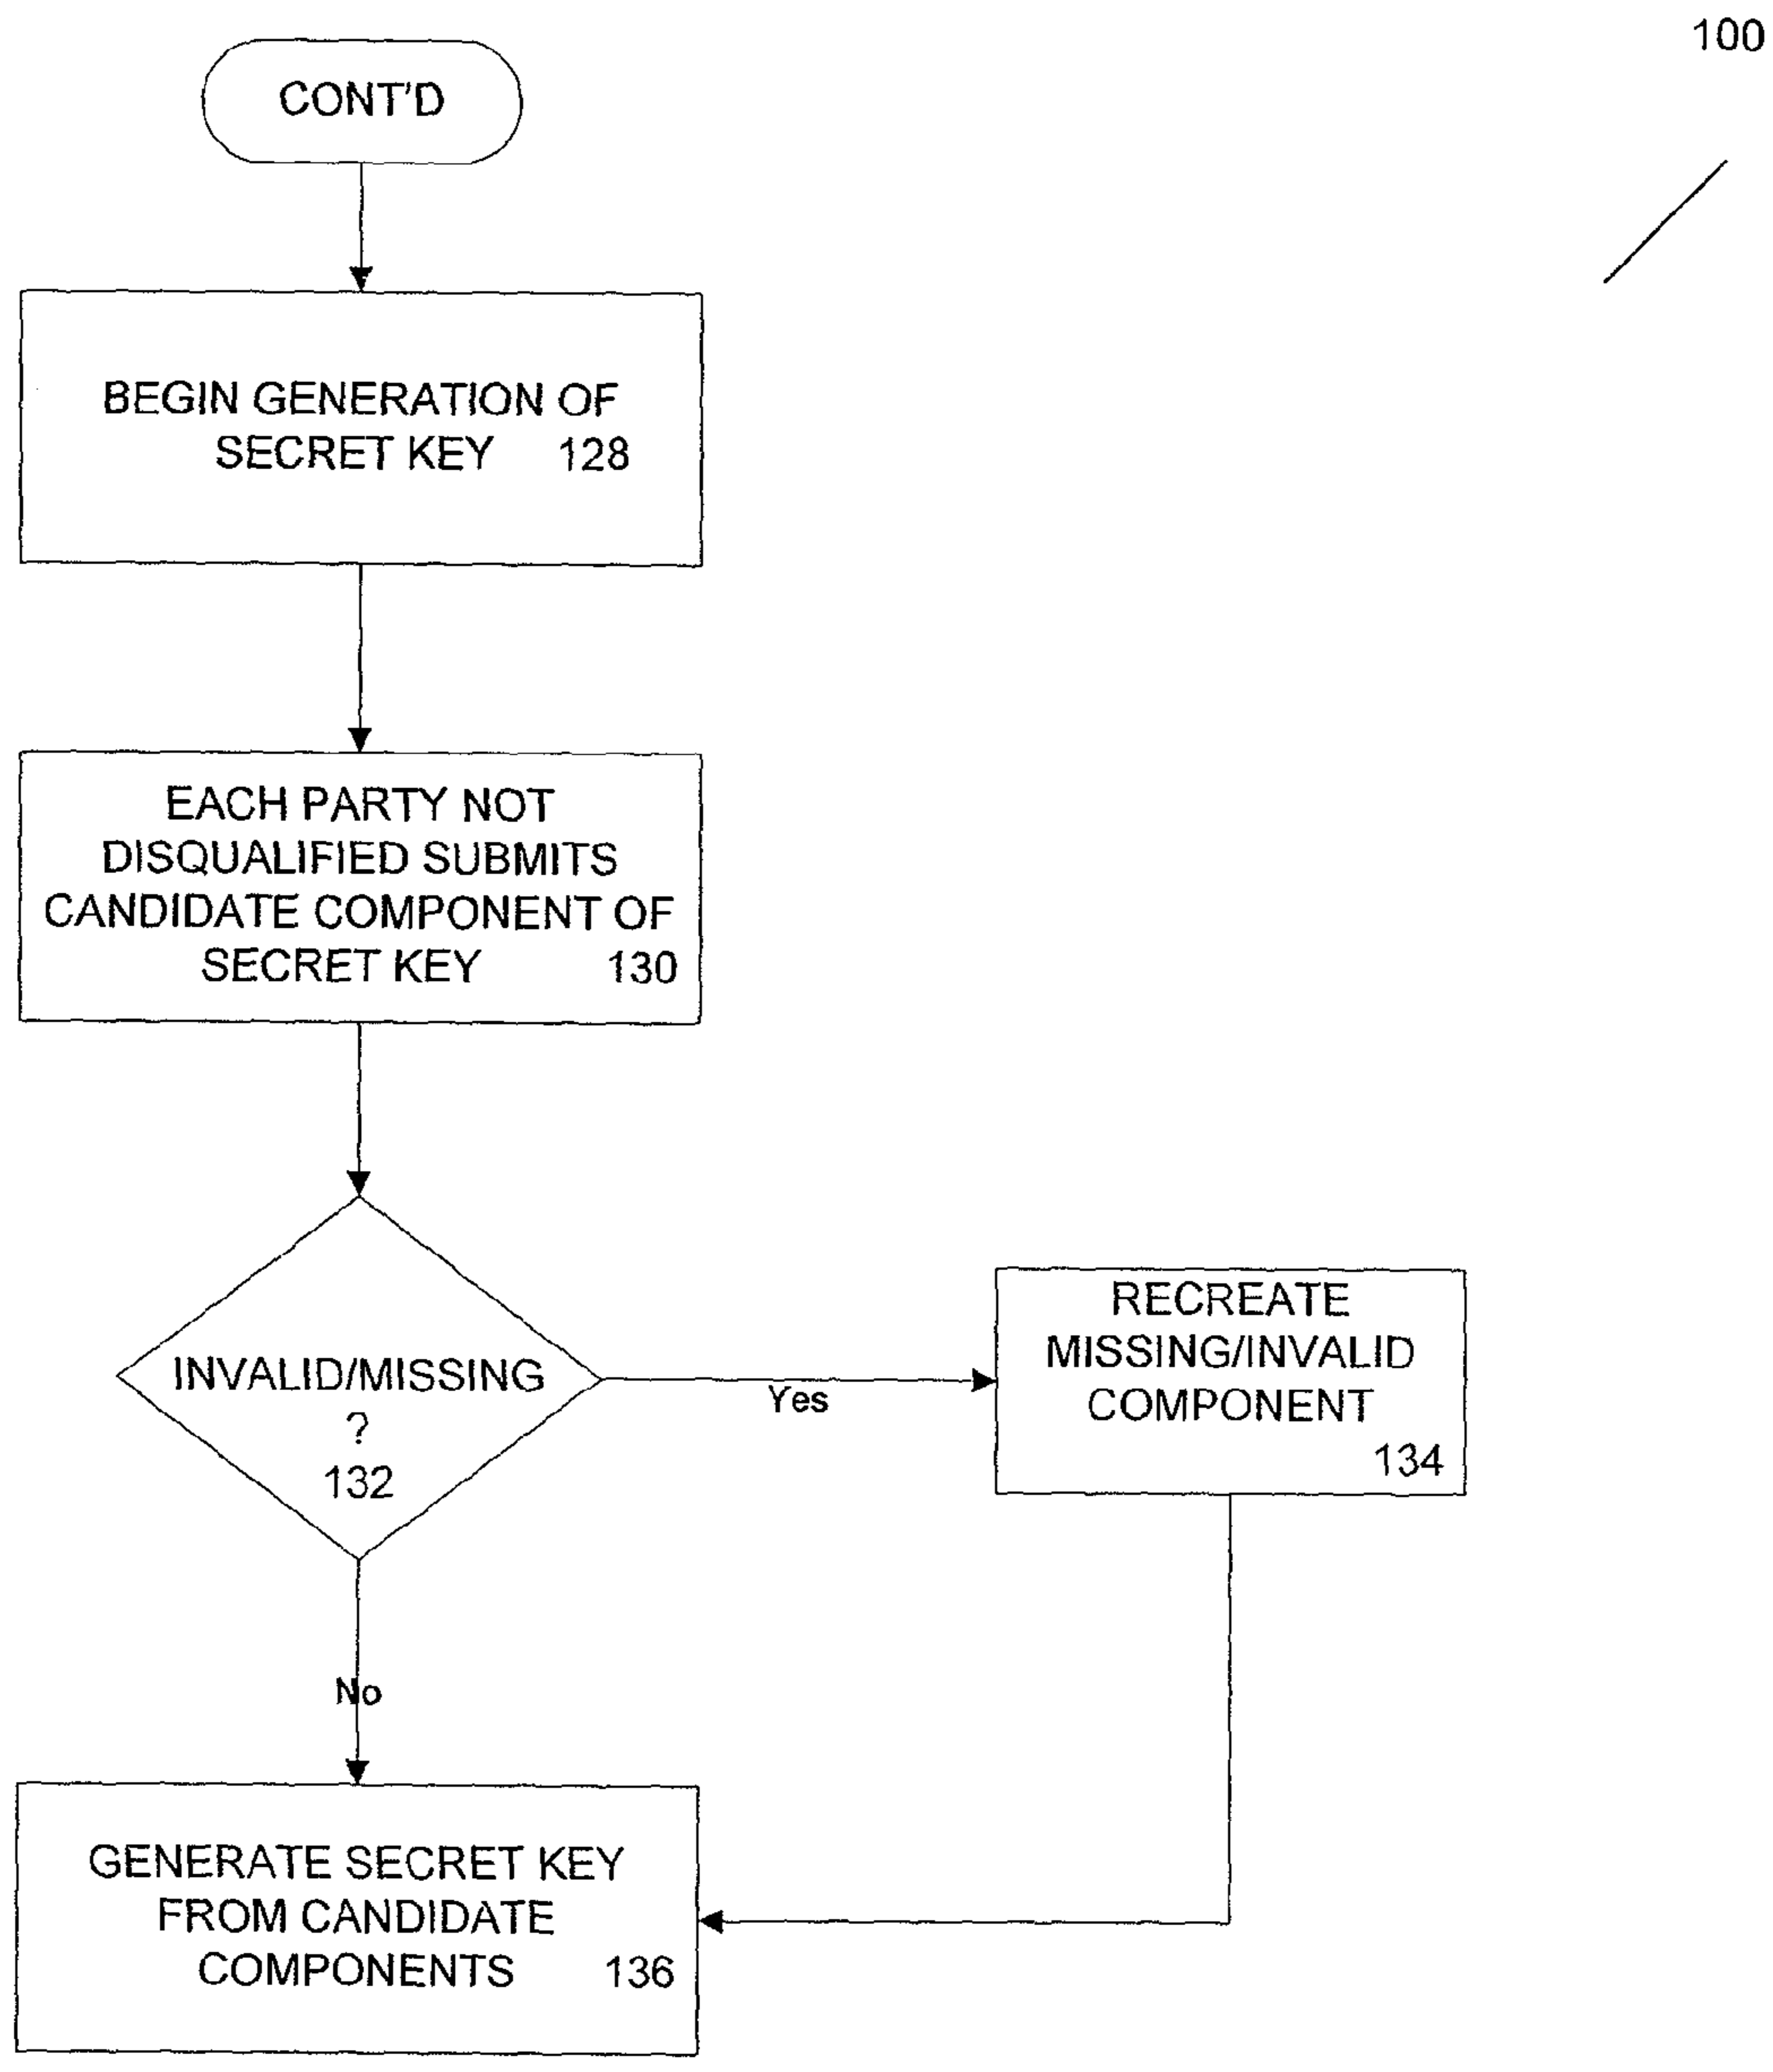 100
CONT'D
BEGIN GENERATION OF
SECRET KEY 128
EACH PARTY NOT
DISQUALIFIED SUBMITS
CANDIDATE COMPONENT OF
SECRET KEY 130
INVALID/MISSING
?
132
Yes
RECREATE
MISSING/INVALID
COMPONENT
134
No
GENERATE SECRET KEY
FROM CANDIDATE
COMPONENTS 136